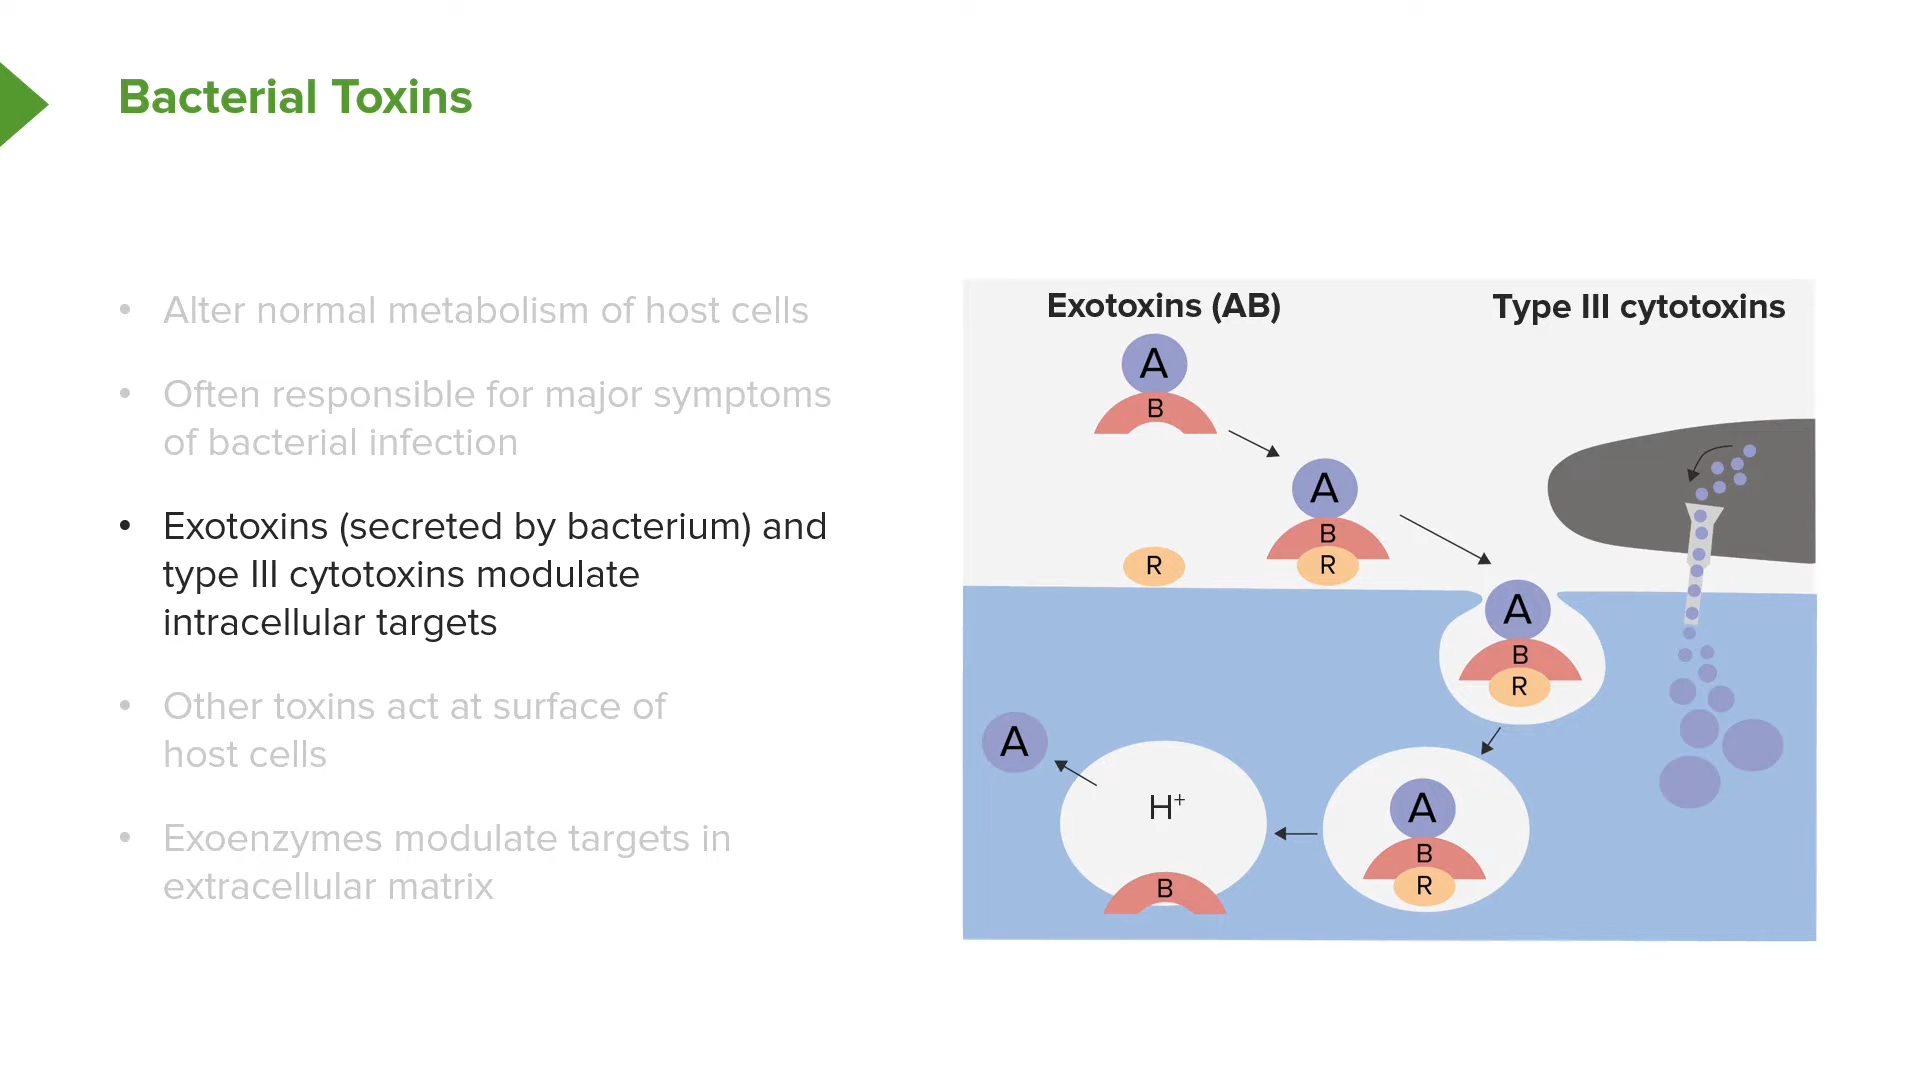 Bacterial Toxins
• Alter normal metabolism of host cells
• Often responsible for major symptoms
of bacterial infection
• Exotoxins (secreted by bacterium) and
type III cytotoxins modulate
intracellular targets
• Other toxins act at surface of
host cells
• Exoenzymes modulate targets in
extracellular matrix
Exotoxins (AB)
Type III cytotoxins
A
B
A
B
R
R
A
B
R
A
H⁺
B
A
B
R